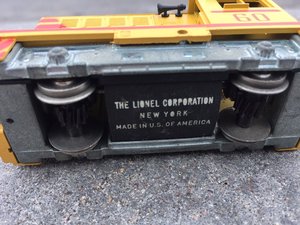 60
THE LIONEL CORPORATION
NEW YORK
MADE IN U.S. OF AMERICA